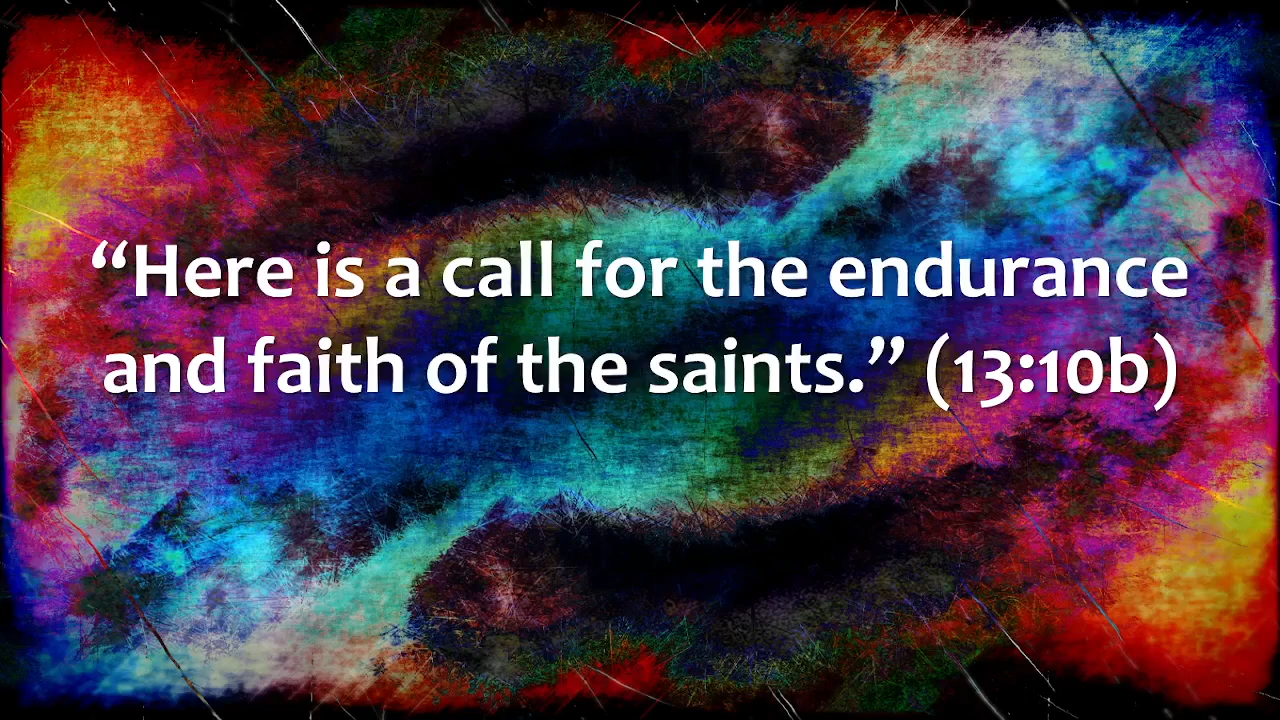 “Here is a call for the endurance
and faith of the saints.” (13:10b)